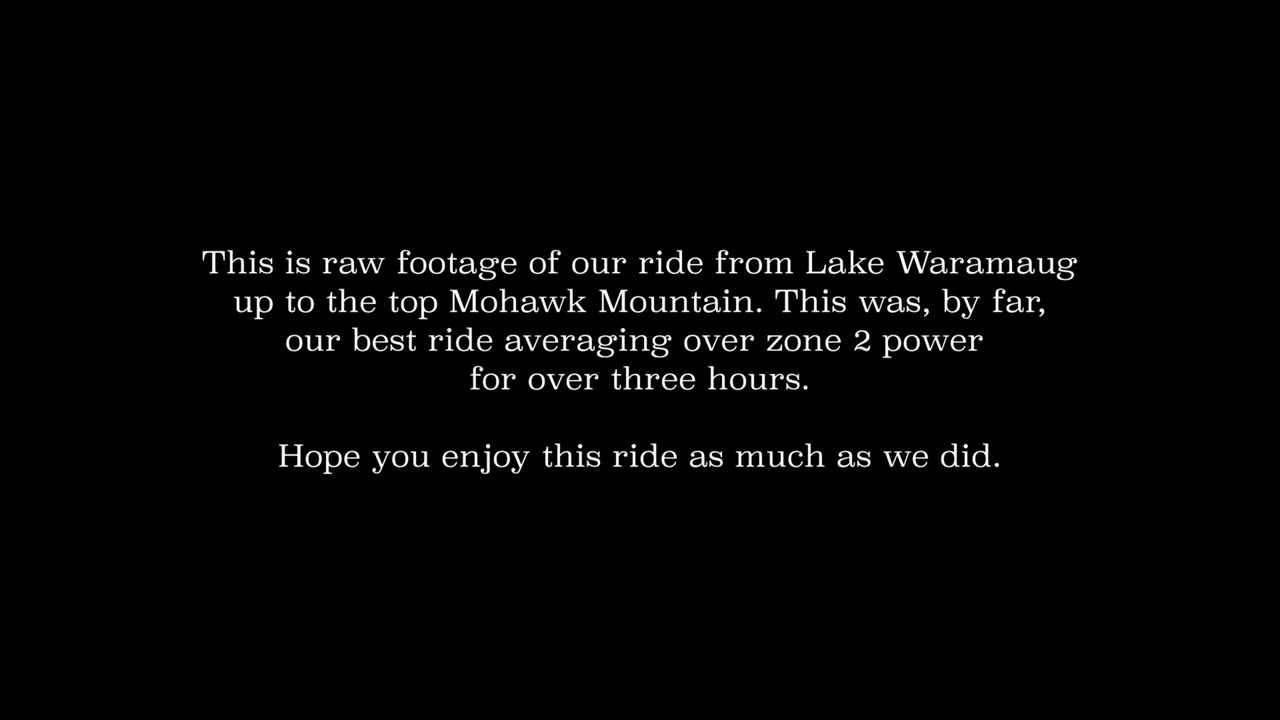 This is raw footage of our ride from Lake Waramaug
up to the top Mohawk Mountain. This was, by far,
our best ride averaging over zone 2 power
for over three hours.
Hope you enjoy this ride as much as we did.